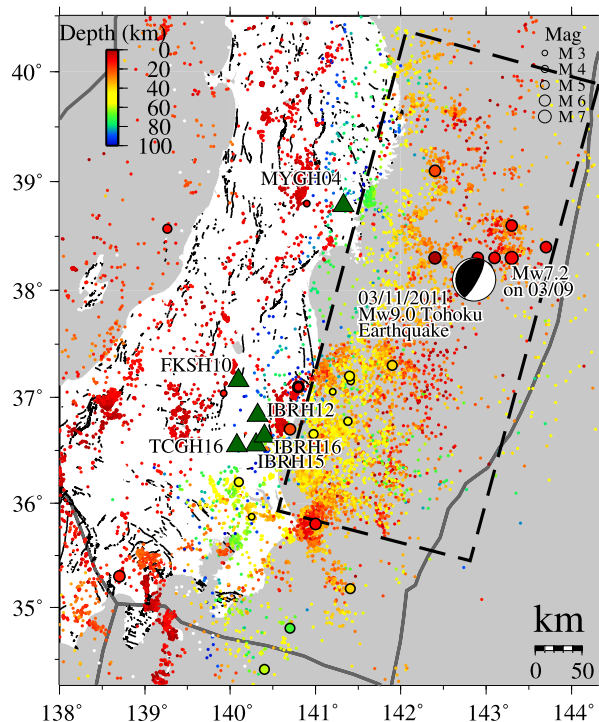 Depth (km)
0
20
40
60
80
100
Mag
M 3
M 4
M 5
M 6
M 7
40°
39°
38°
37°
36°
35°
MYGH04
Mw7.2
on 03/09
03/11/2011
Mw9.0 Tohoku
Earthquake
FKSH10
IBRH12
TCGH16
IBRH16
IBRH15
km
0
50
138°
139°
140°
141°
142°
143°
144°